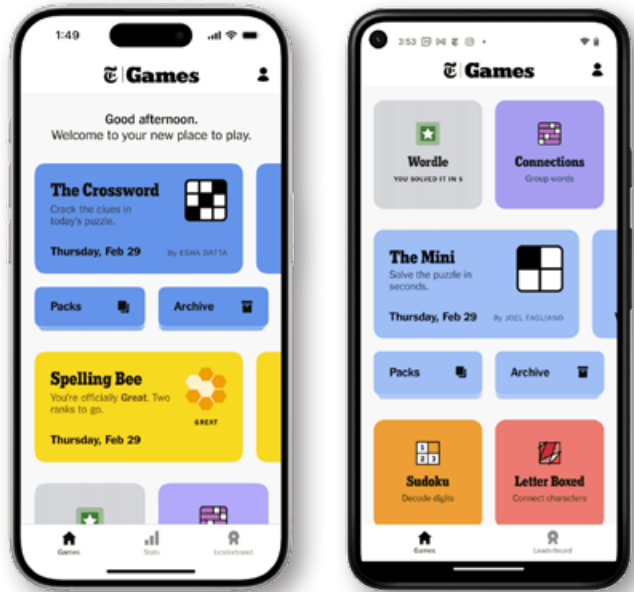 1:49
T Games
Good afternoon.
Welcome to your new place to play.
The Crossword
Crack the clues in
today's puzzle.
Thursday, Feb 29
By ESHA DATTA
Packs
Archive
Spelling Bee
You're officially Great. Two
ranks to go.
GREAT
Thursday, Feb 29
Games
Stats
Leaderboard
3:53
T Games
Wordle
YOU SOLVED IT IN 5
Connections
Group words
The Mini
Solve the puzzle in
seconds.
Thursday, Feb 29
By JOEL FAGLIANO
Packs
Archive
1 2 3
Sudoku
Decode digits
Letter Boxed
Connect characters
Games
Leaderboard